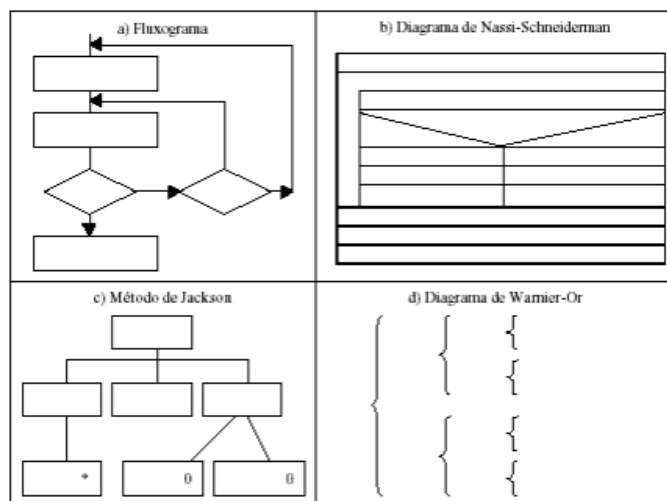 a) Fluxograma
b) Diagrama de Nassi-Schneiderman
c) Método de Jackson
d) Diagrama de Warnier-Or
*
0
0